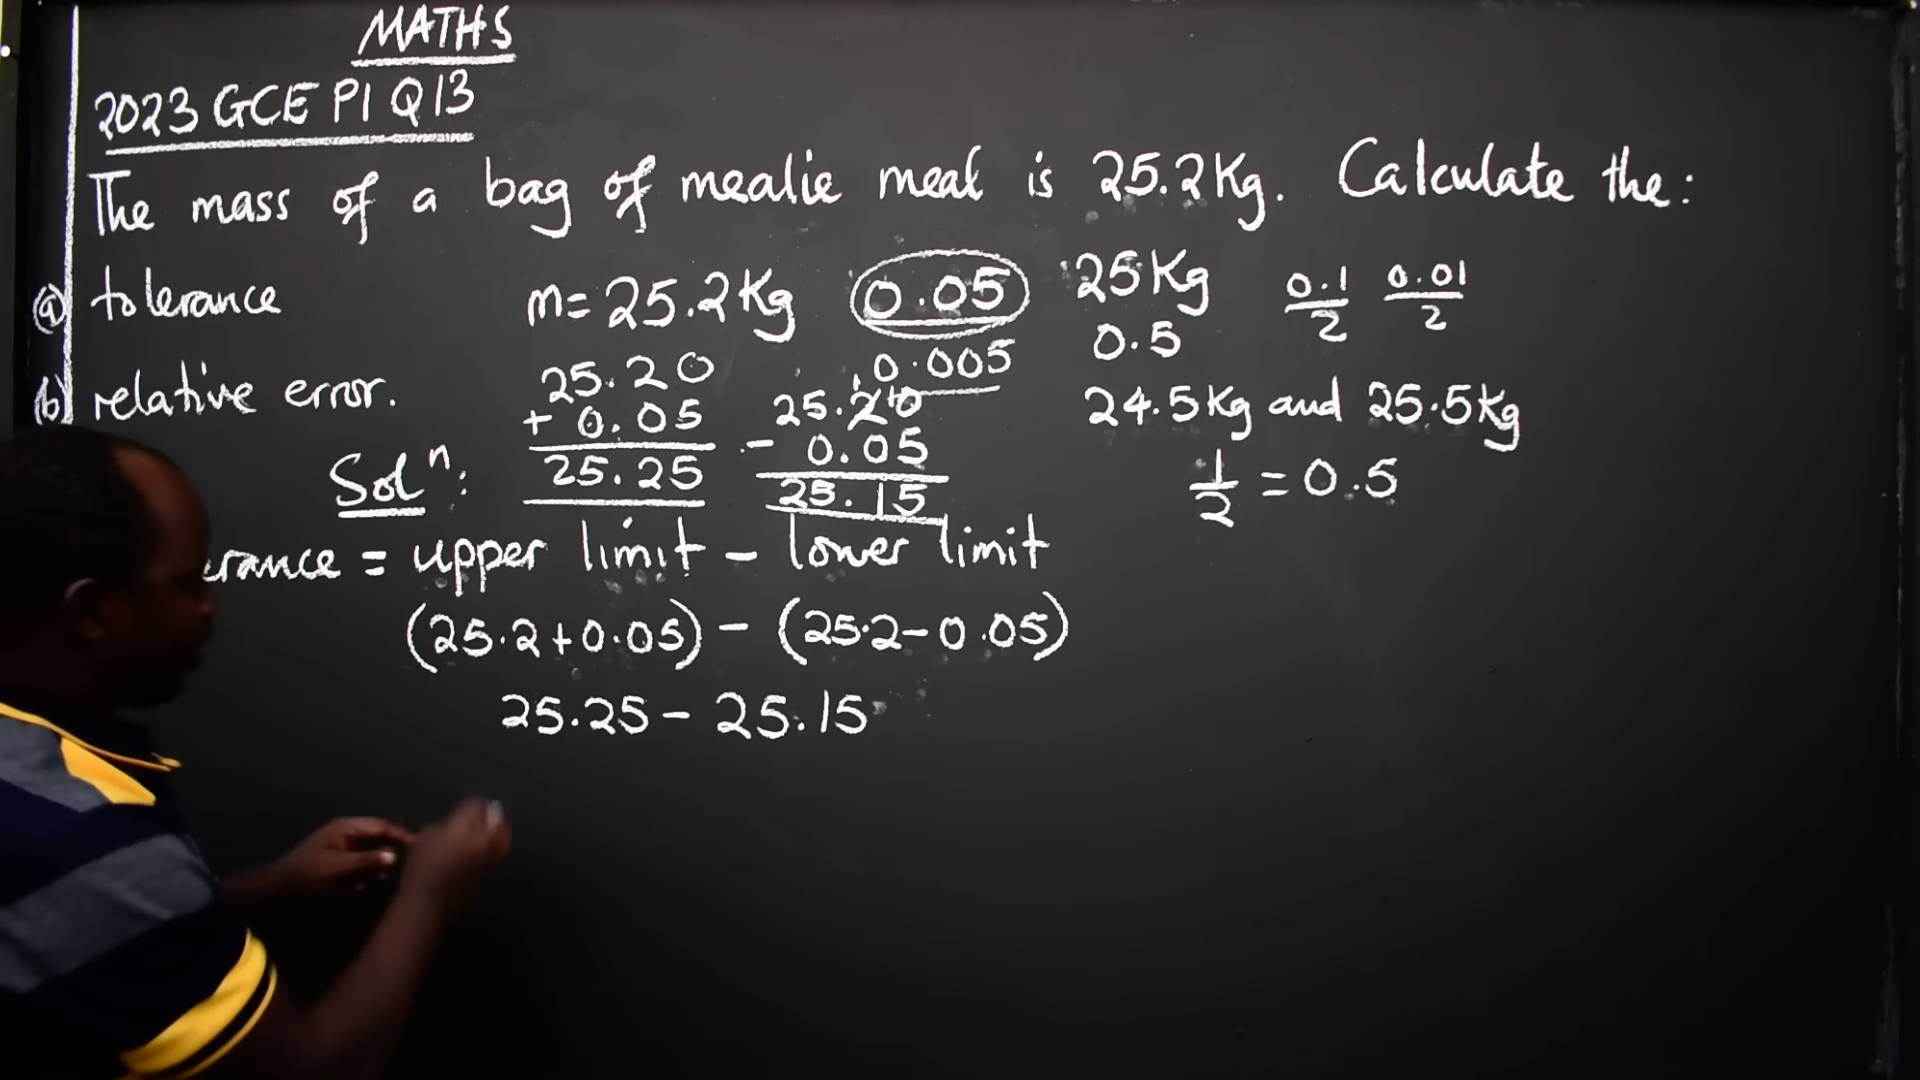 MATHS
2023 GCE P1 Q13
The mass of a bag of mealie meal is 25.2Kg. Calculate the:
(a) tolerance m = 25.2Kg 0.05 25Kg 0.1/2 0.01/2
0.005 0.5
(b) relative error. 25.20 25.20 10 24.5Kg and 25.5Kg
+ 0.05 - 0.05
Solⁿ: 25.25 25.15 1/2 = 0.5
erance = upper limit - lower limit
(25.2+0.05) - (25.2-0.05)
25.25 - 25.15